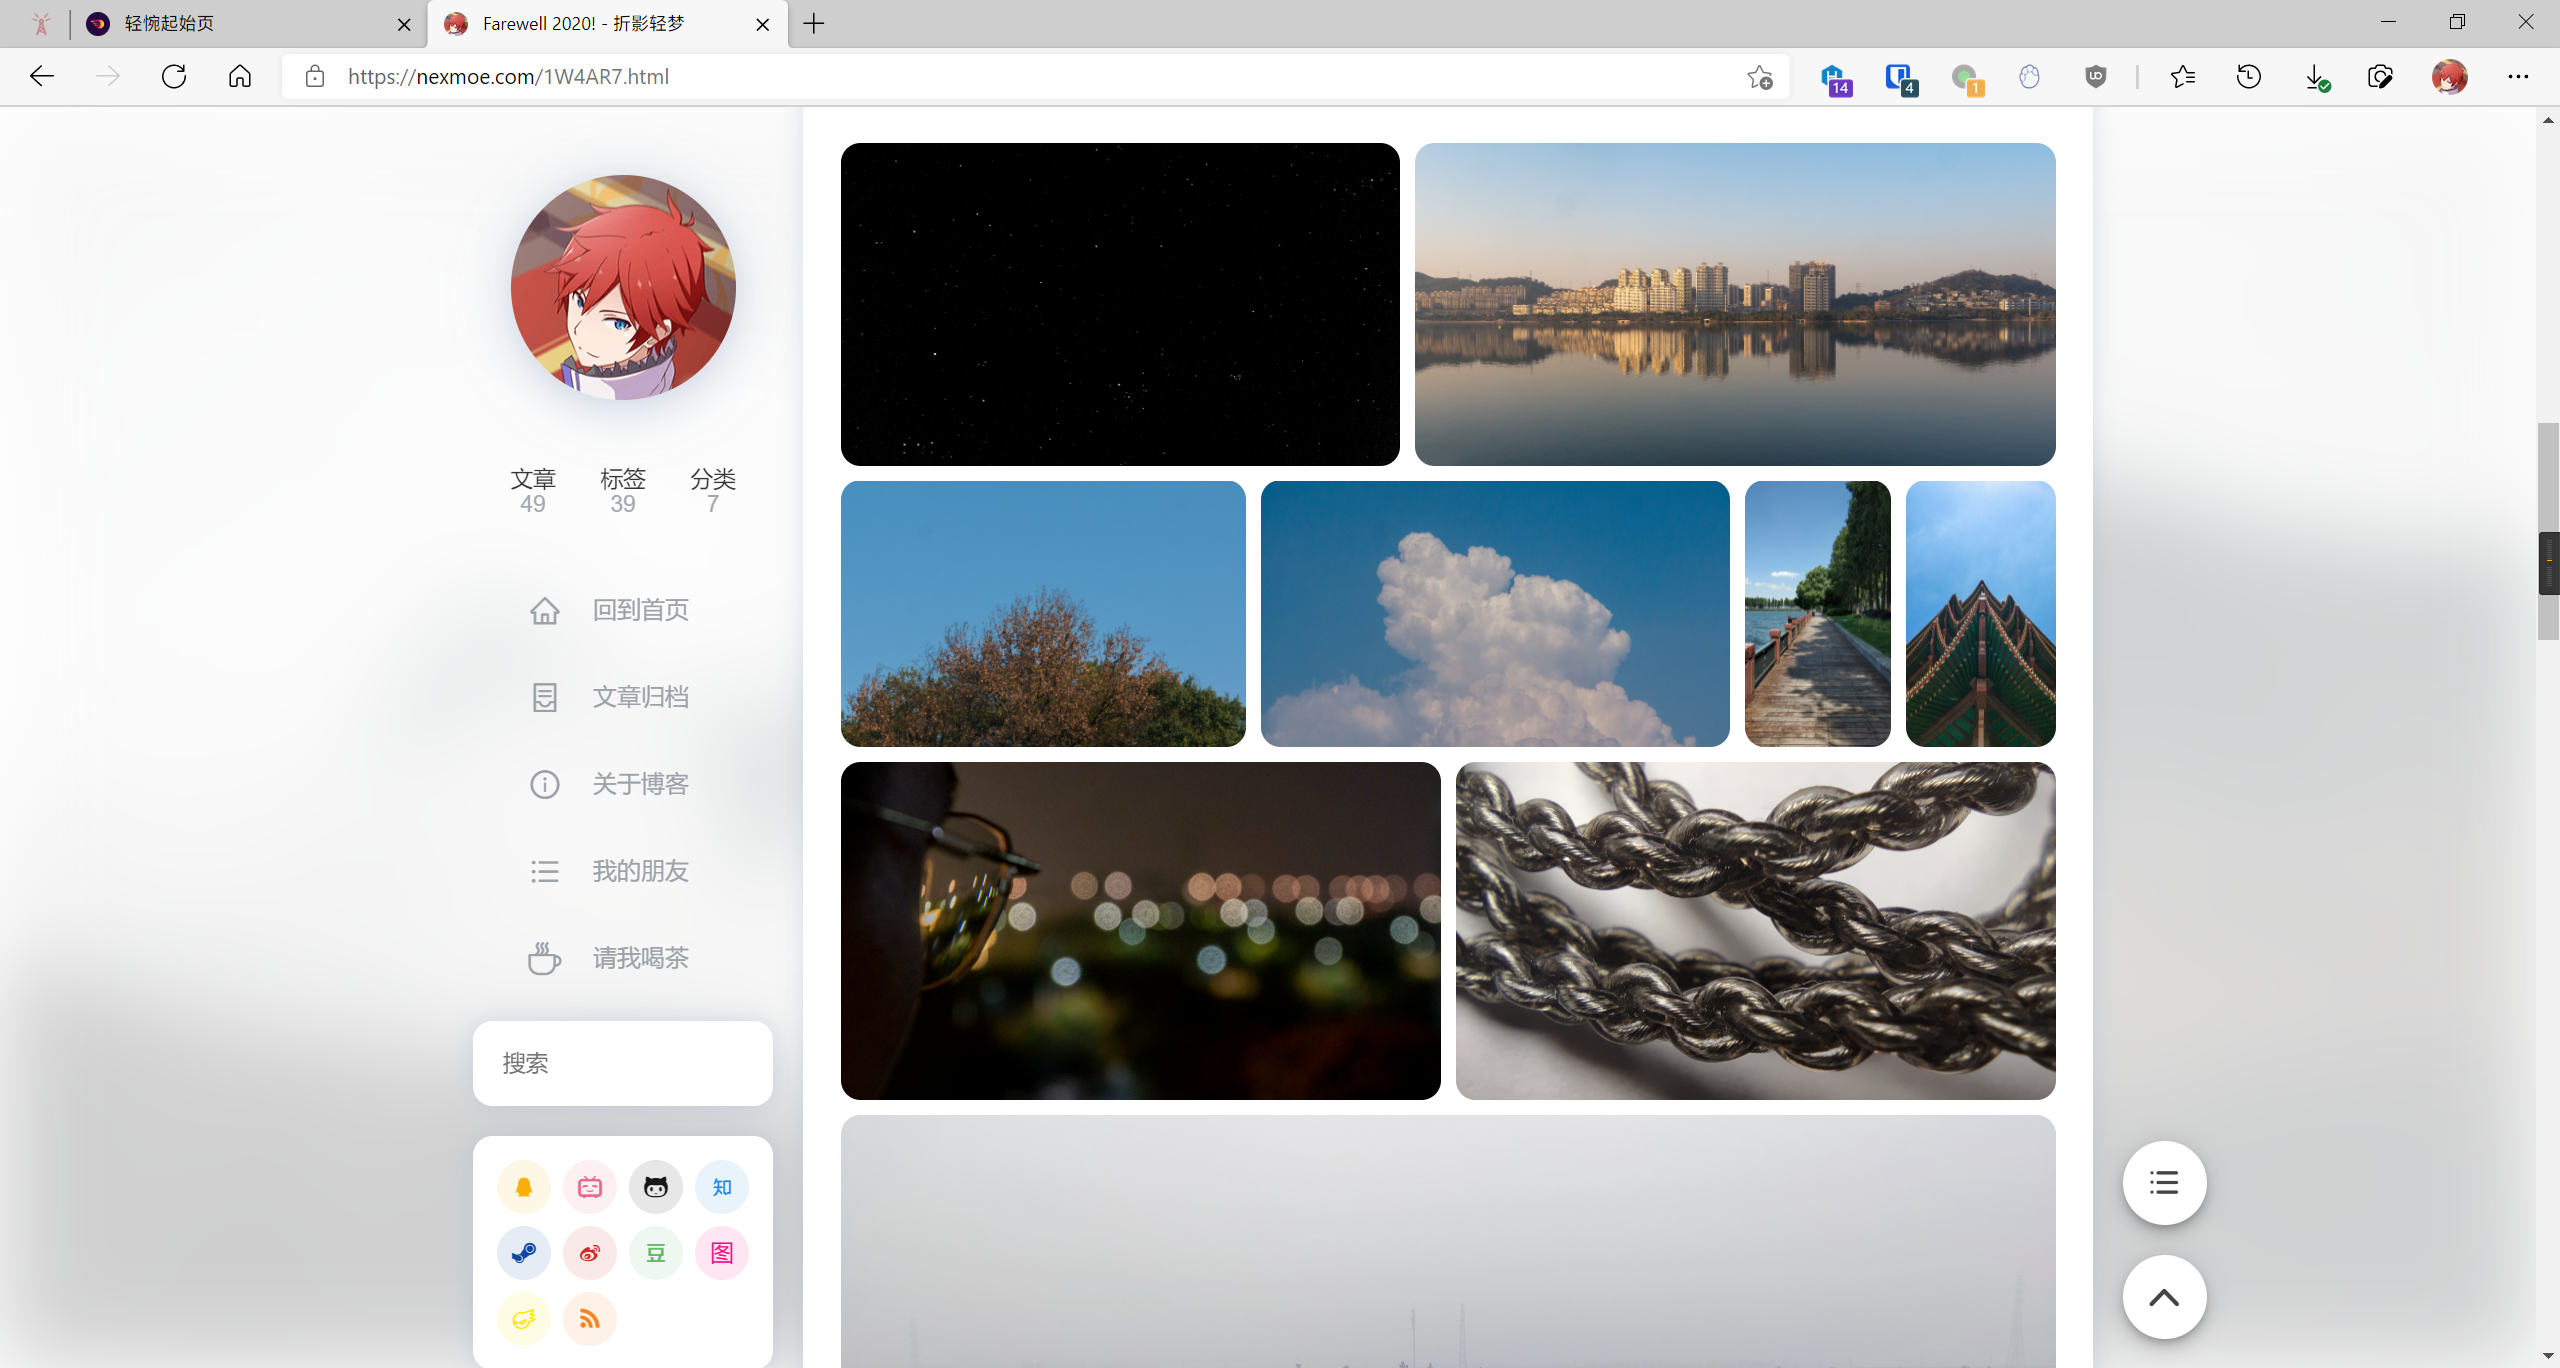 轻惋起始页
Farewell 2020! - 折影轻梦
https://nexmoe.com/1W4AR7.html
14
4
1
文章 标签 分类
49 39 7
回到首页
文章归档
关于博客
我的朋友
请我喝茶
搜索
知
豆 图